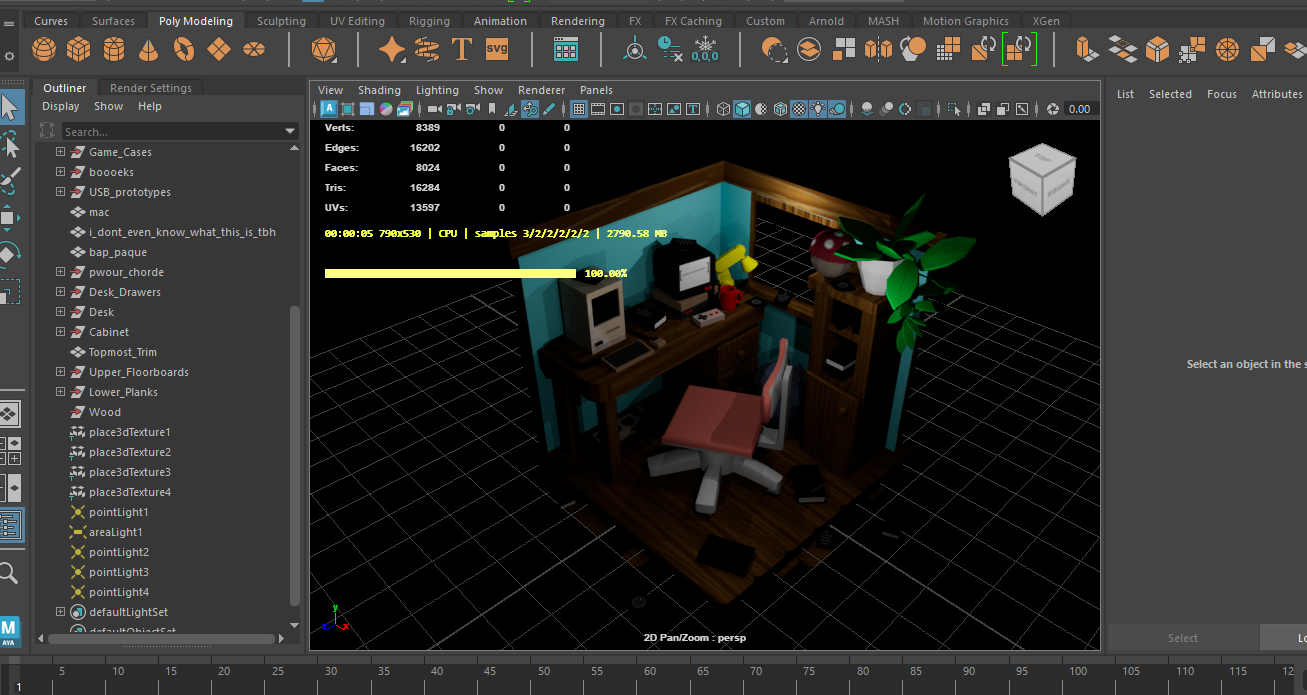 Curves Surfaces Poly Modeling Sculpting UV Editing Rigging Animation Rendering FX FX Caching Custom Arnold MASH Motion Graphics XGen
T svg 0,0,0
Outliner Render Settings
Display Show Help
Search...
Game_Cases
boooeks
USB_prototypes
mac
i_dont_even_know_what_this_is_tbh
bap_paque
pwour_chorde
Desk_Drawers
Desk
Cabinet
Topmost_Trim
Upper_Floorboards
Lower_Planks
Wood
place3dTexture1
place3dTexture2
place3dTexture3
place3dTexture4
pointLight1
areaLight1
pointLight2
pointLight3
pointLight4
defaultLightSet
defaultObjectSet
M
AYA
View Shading Lighting Show Renderer Panels
A T 0.00
Verts: 8389 0 0
Edges: 16202 0 0
Faces: 8024 0 0
Tris: 16284 0 0
UVs: 13597 0 0
00:00:05 790x530 | CPU | samples 3/2/2/2/2/2 | 2790.58 MB
100.00%
y
x
2D Pan/Zoom : persp
List Selected Focus Attributes
Select an object in the s
Select Lo
5 10 15 20 25 30 35 40 45 50 55 60 65 70 75 80 85 90 95 100 105 110 115 12
1